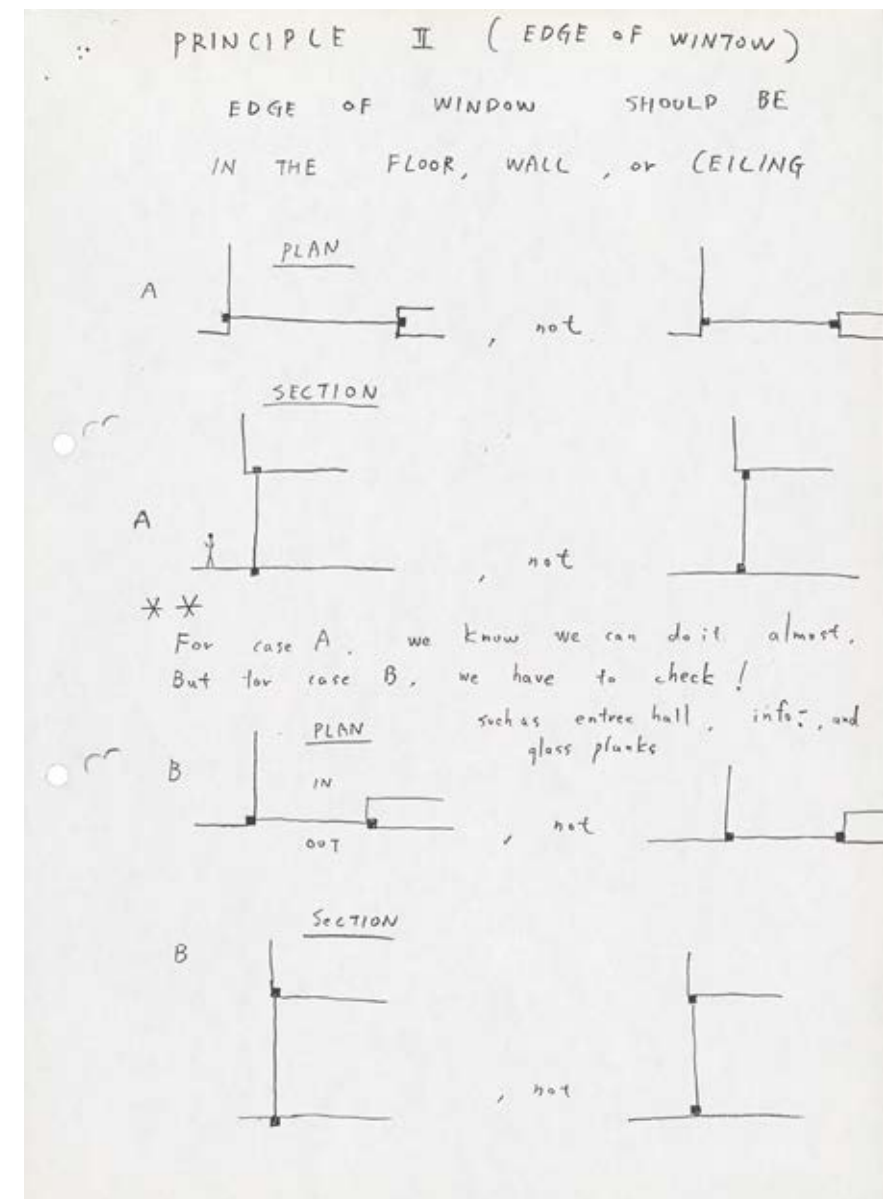 PRINCIPLE II (EDGE OF WINTOW)
EDGE OF WINDOW SHOULD BE
IN THE FLOOR, WALL, or CEILING
PLAN
A
, not
SECTION
A
, not
**
For case A. we know we can do it almost.
But for case B. we have to check!
such as entree hall. info-, and
glass planks
PLAN
B
IN
, not
OUT
SECTION
B
, not